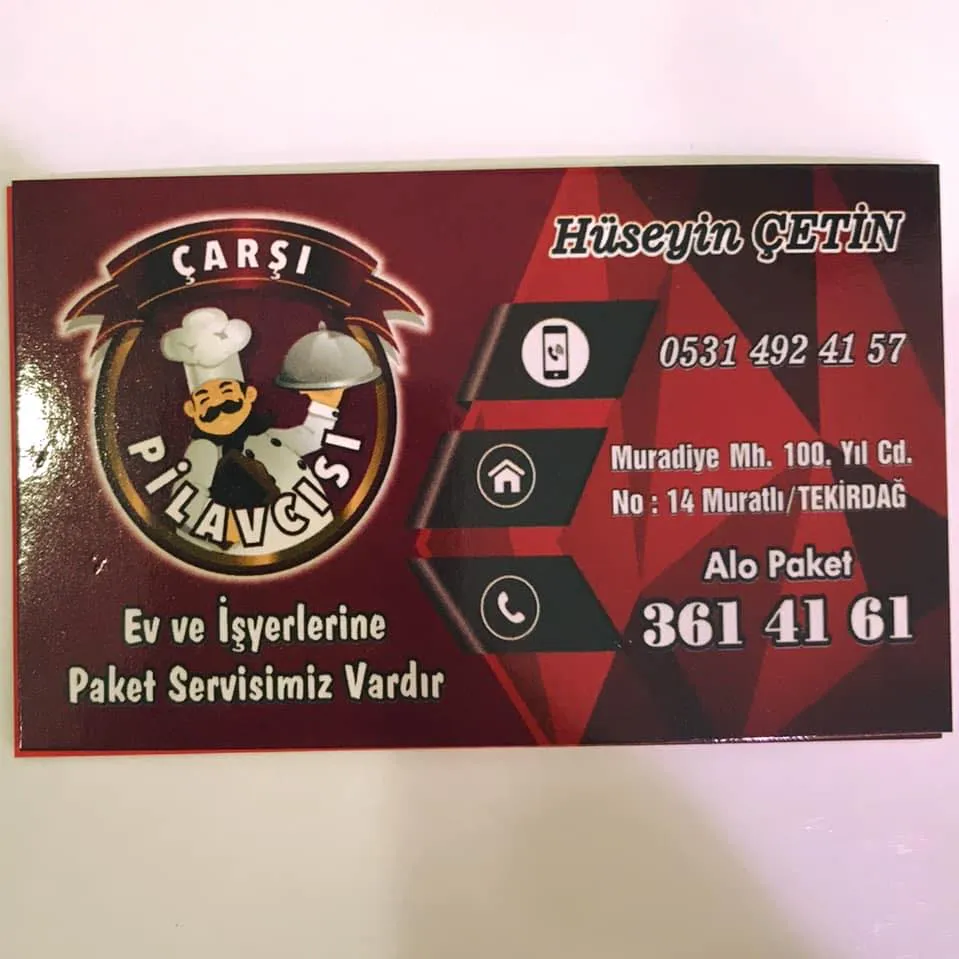 ÇARŞI
PİLAVCISI
Ev ve İşyerlerine
Paket Servisimiz Vardır
Hüseyin ÇETİN
0531 492 41 57
Muradiye Mh. 100. Yıl Cd.
No : 14 Muratlı/TEKİRDAĞ
Alo Paket
361 41 61